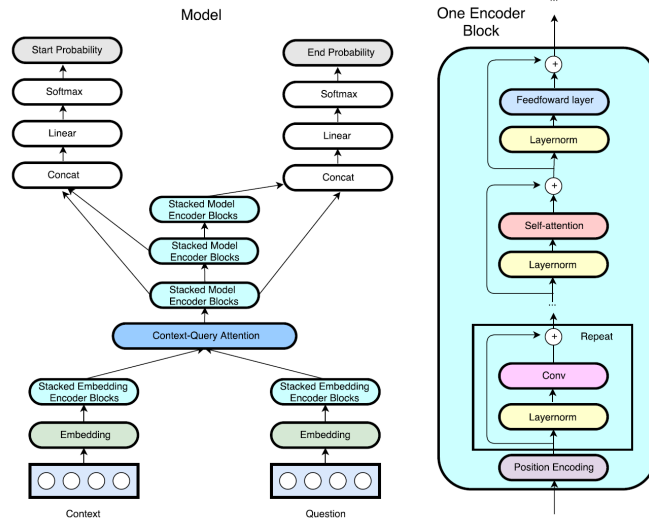 Model
Start Probability
Softmax
Linear
Concat
End Probability
Softmax
Linear
Concat
Stacked Model
Encoder Blocks
Stacked Model
Encoder Blocks
Stacked Model
Encoder Blocks
Context-Query Attention
Stacked Embedding
Encoder Blocks
Stacked Embedding
Encoder Blocks
Embedding
Embedding
Context
Question
One Encoder
Block
...
+
Feedfoward layer
Layernorm
+
Self-attention
Layernorm
...
+
Repeat
Conv
Layernorm
Position Encoding